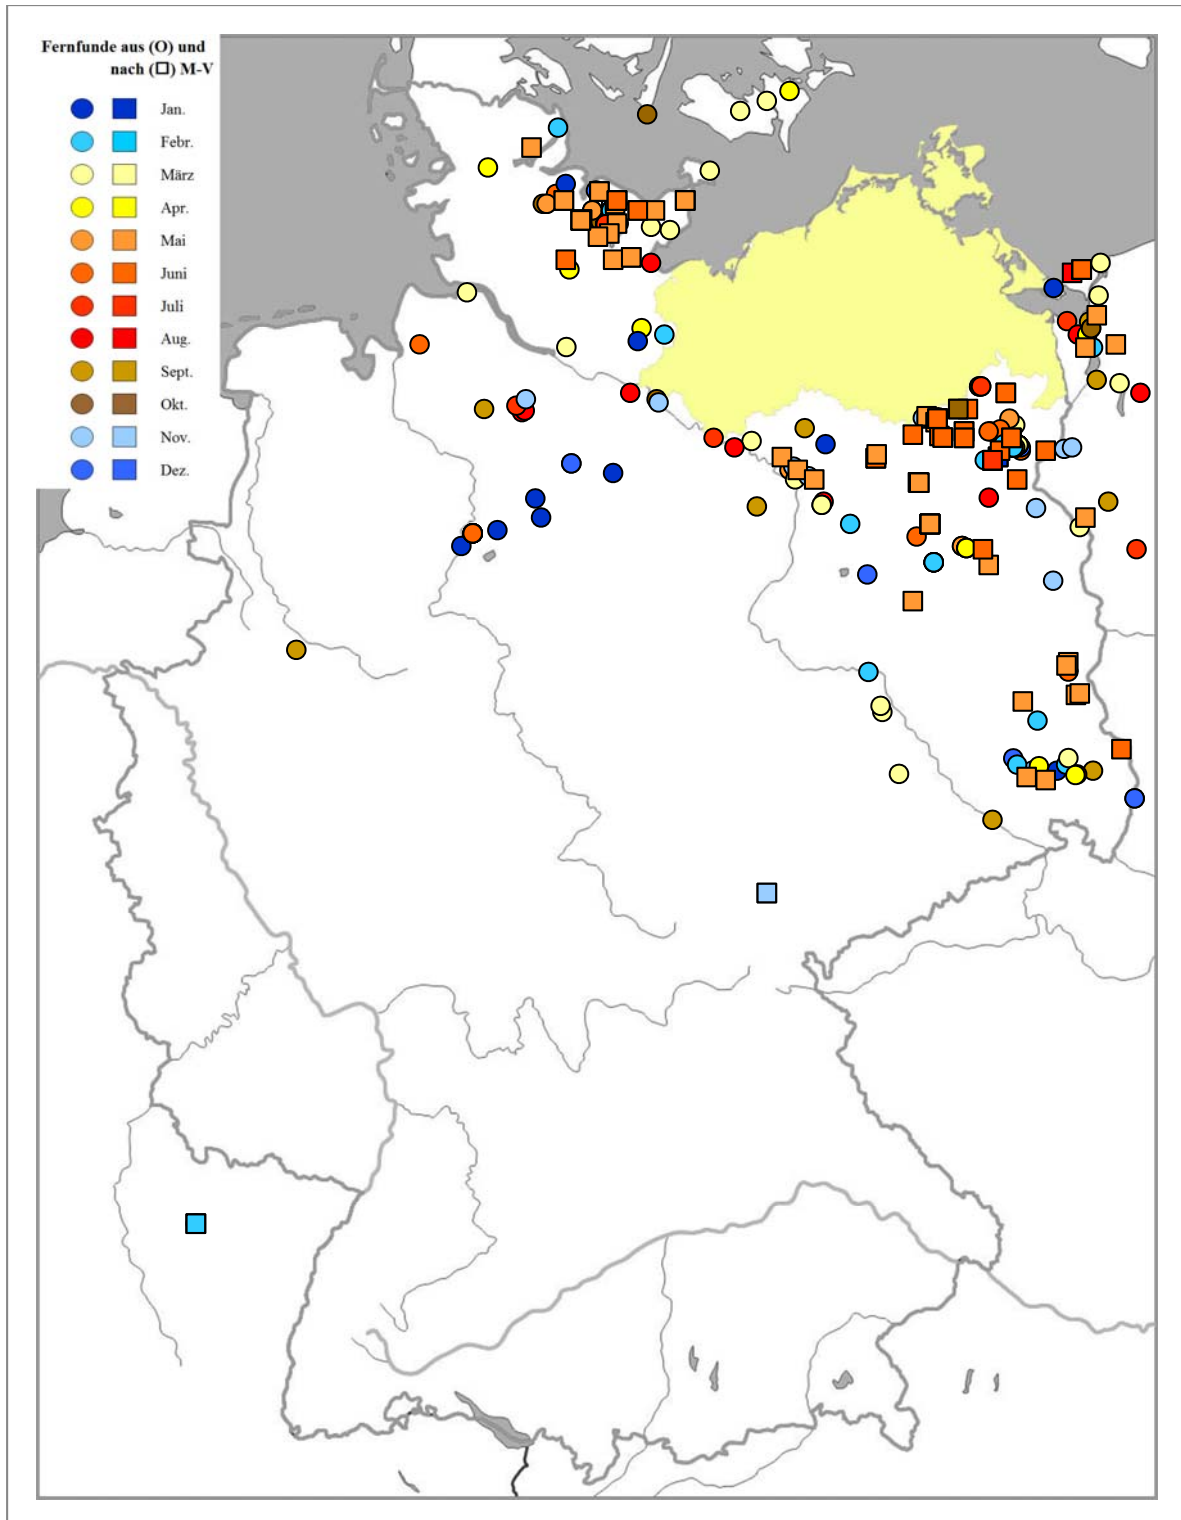 Fernfunde aus (O) und
nach (□) M-V
Jan.
Febr.
März
Apr.
Mai
Juni
Juli
Aug.
Sept.
Okt.
Nov.
Dez.